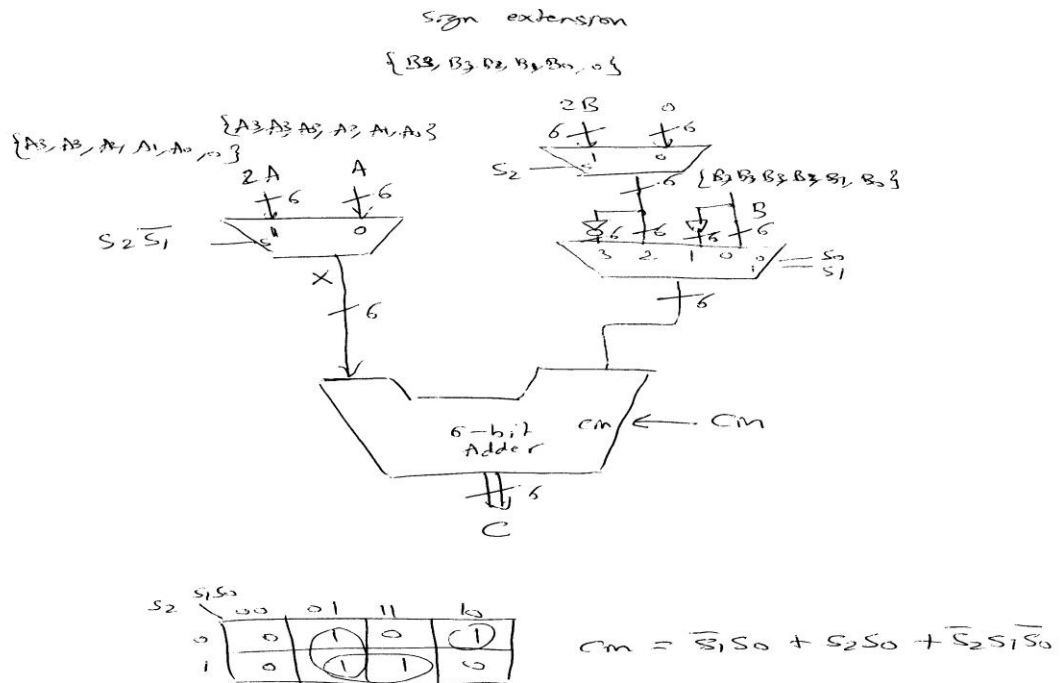 sign extension
{B3, B3, B2, B1, B0, 0}
2B 0
6 6
{A3, A3, A2, A1, A0, 0} {A3, A3, A3, A2, A1, A0}
1 0
S2
6 {B3, B3, B3, B2, B1, B0}
2A A
6 6
B
6 6 6 6
S2 S̅1̅
1 0
3 2 1 0
S0
S1
X
6
6
6-bit
Adder
cin ← Cin
6
C
S2 S1S0 00 01 11 10
0 0 1 0 1
1 0 1 1 0
cin = S̅1S0 + S2S0 + S̅2S1S̅0